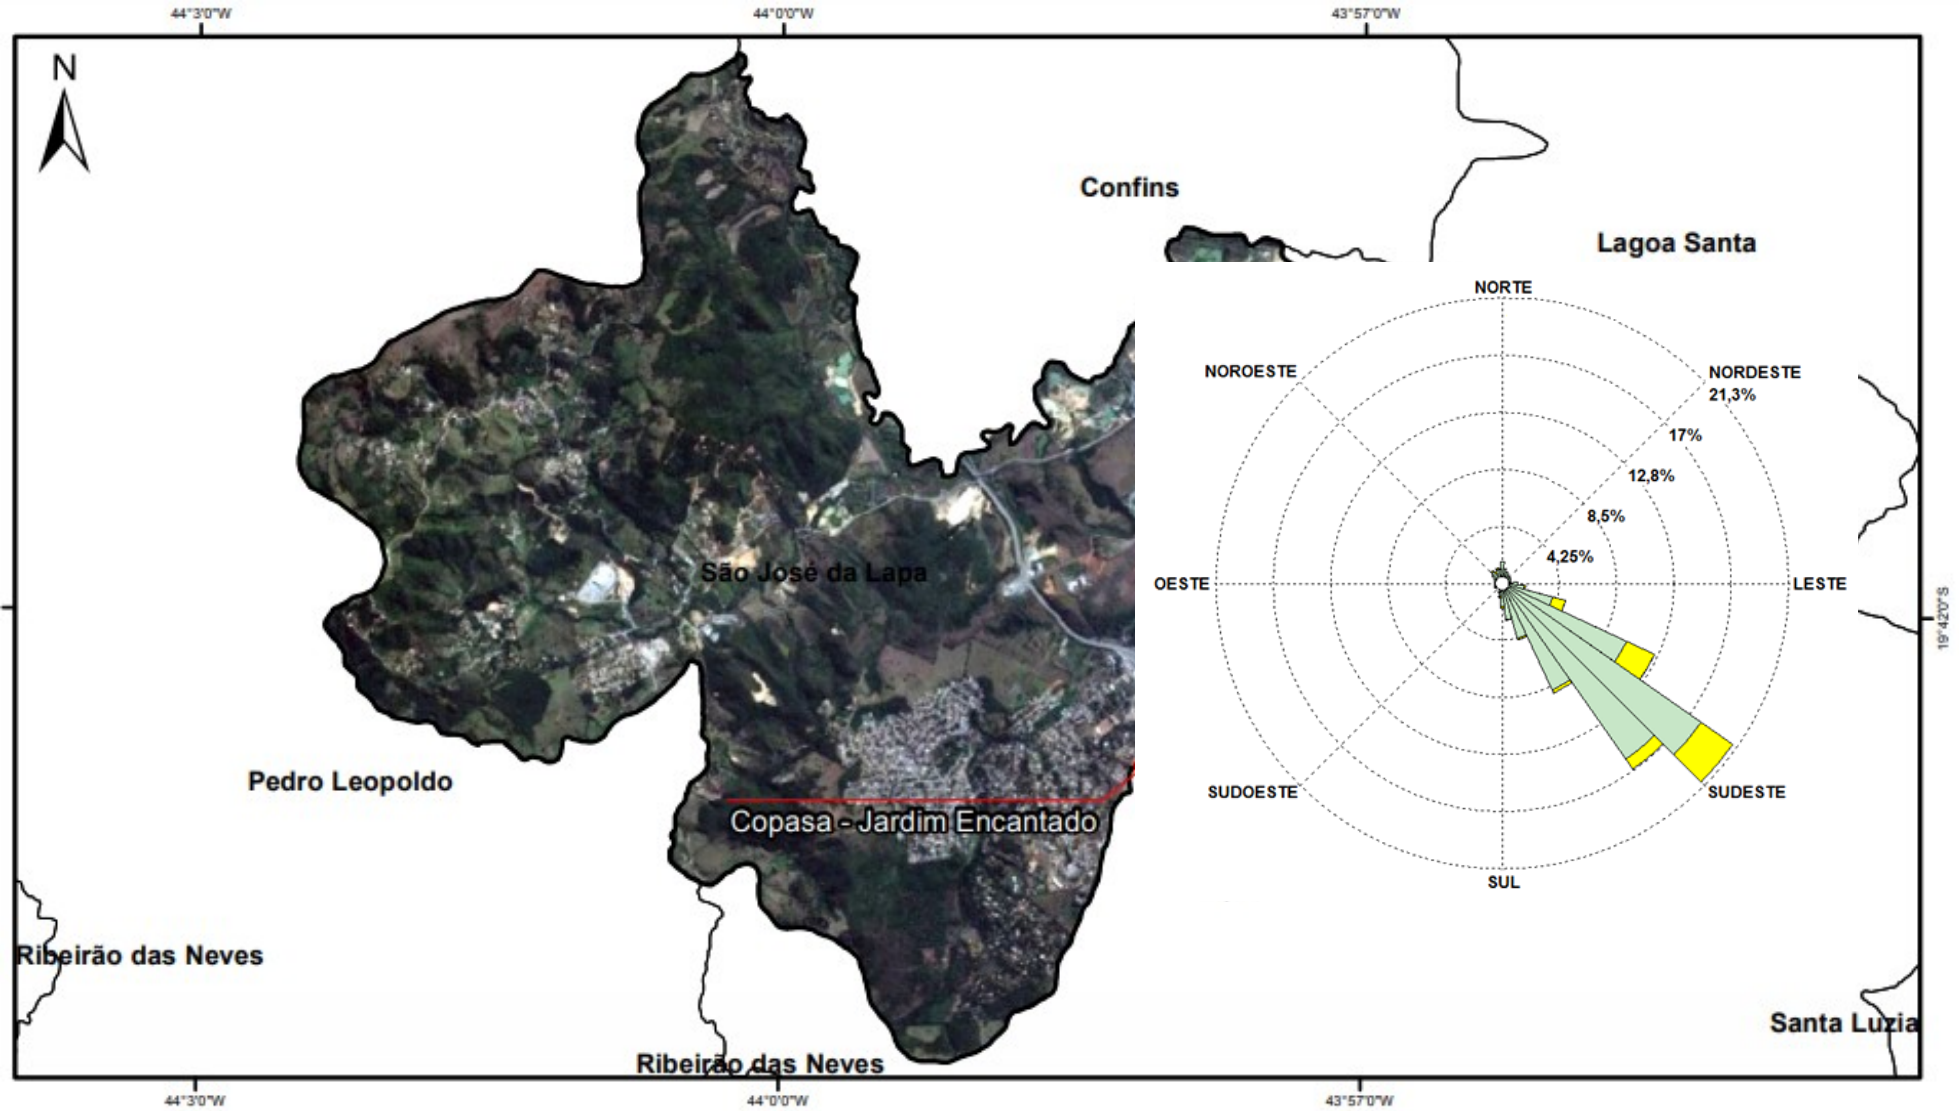 44°3'0"W
44°0'0"W
43°57'0"W
N
Confins
Lagoa Santa
NORTE
NOROESTE
NORDESTE
21,3%
17%
12,8%
8,5%
4,25%
OESTE
LESTE
São José da Lapa
19°42'0"S
Pedro Leopoldo
SUDOESTE
SUDESTE
Copasa - Jardim Encantado
SUL
Ribeirão das Neves
Santa Luzia
Ribeirão das Neves
44°3'0"W
44°0'0"W
43°57'0"W